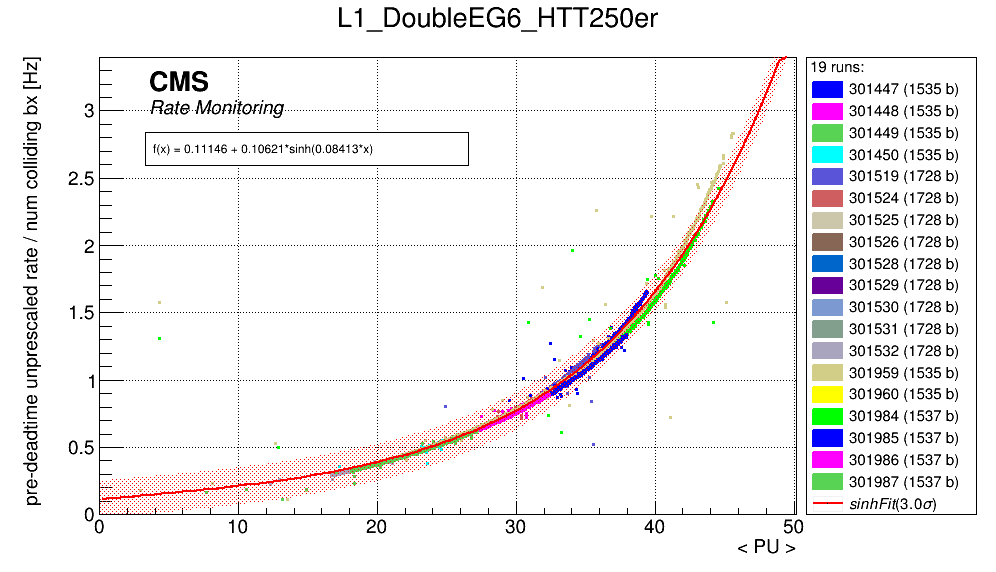 L1_DoubleEG6_HTT250er
pre-deadtime unprescaled rate / num colliding bx [Hz]
CMS
Rate Monitoring
f(x) = 0.11146 + 0.10621*sinh(0.08413*x)
3
2.5
2
1.5
1
0.5
0
0 10 20 30 40 50
< PU >
19 runs:
301447 (1535 b)
301448 (1535 b)
301449 (1535 b)
301450 (1535 b)
301519 (1728 b)
301524 (1728 b)
301525 (1728 b)
301526 (1728 b)
301528 (1728 b)
301529 (1728 b)
301530 (1728 b)
301531 (1728 b)
301532 (1728 b)
301959 (1535 b)
301960 (1535 b)
301984 (1537 b)
301985 (1537 b)
301986 (1537 b)
301987 (1537 b)
sinhFit(3.0σ)